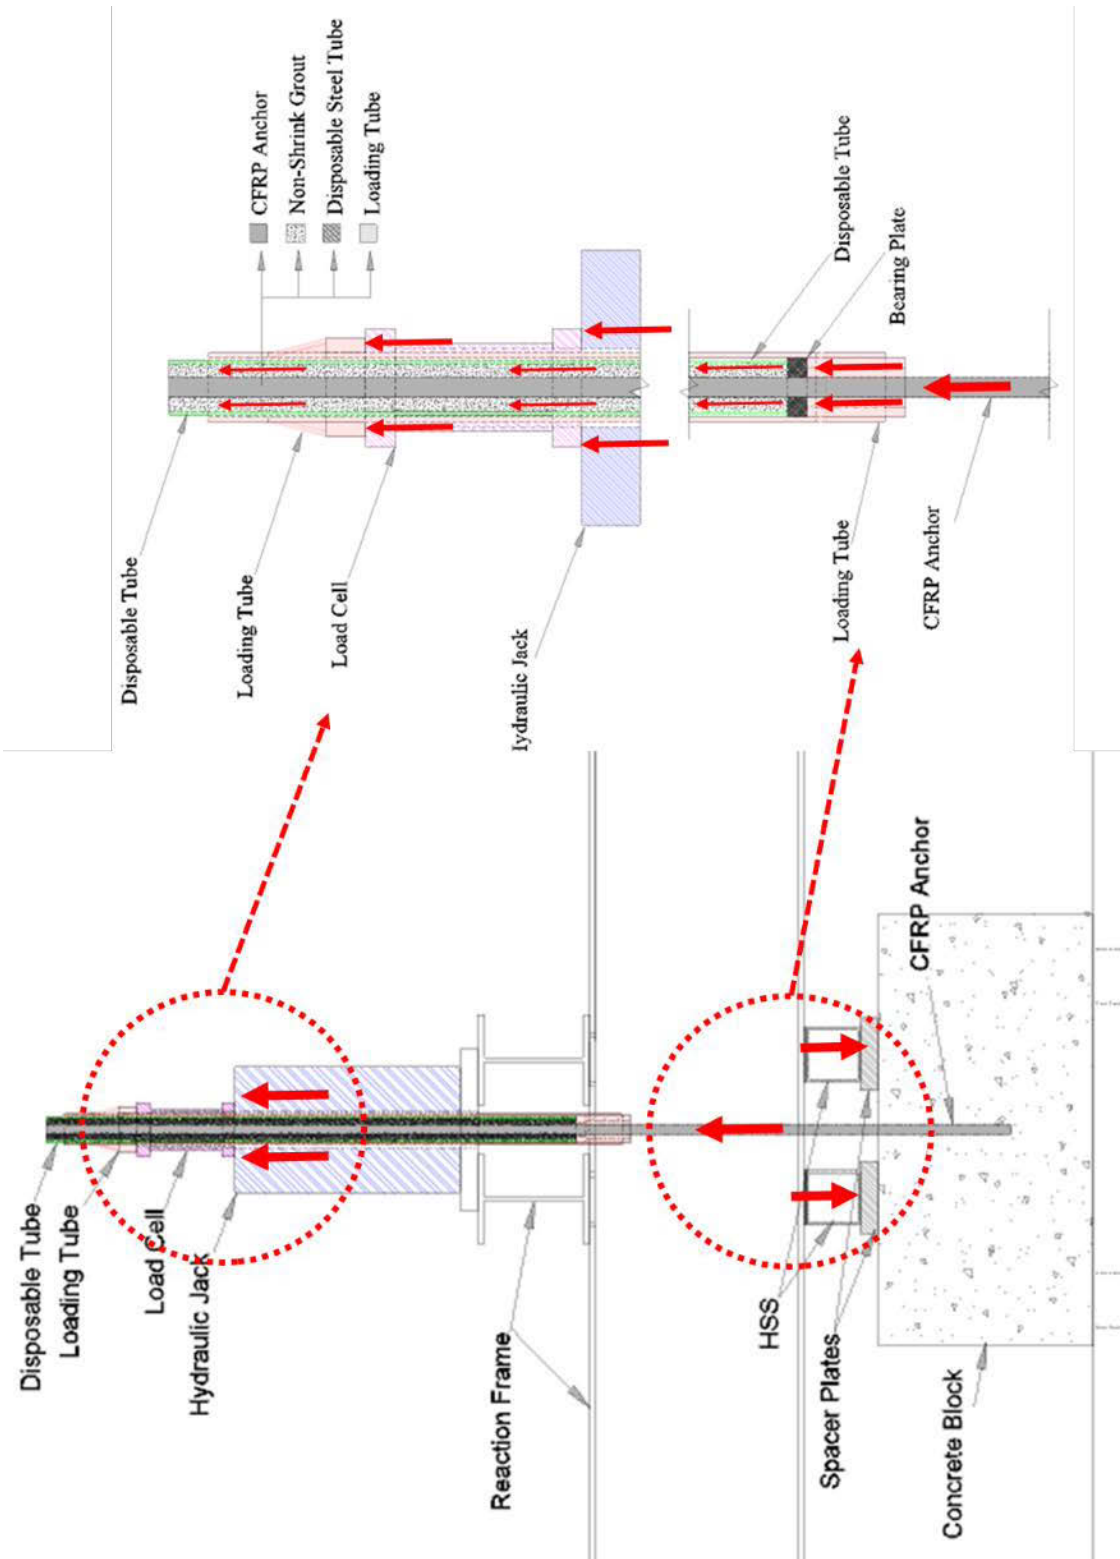 CFRP Anchor
Non-Shrink Grout
Disposable Steel Tube
Loading Tube
Disposable Tube
Loading Tube
Load Cell
Iydraulic Jack
Disposable Tube
Bearing Plate
Loading Tube
CFRP Anchor
Disposable Tube
Loading Tube
Load Cell
Hydraulic Jack
Reaction Frame
HSS
Spacer Plates
CFRP Anchor
Concrete Block